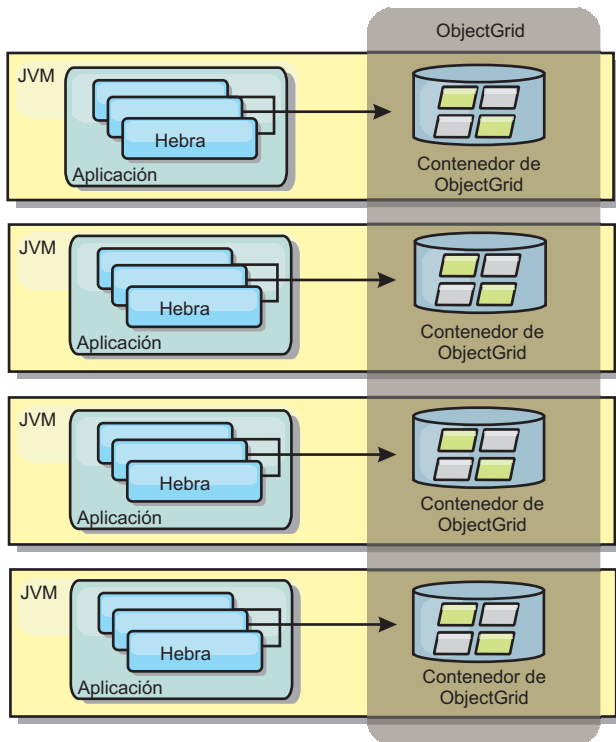 ObjectGrid
JVM
Hebra
Aplicación
Contenedor de
ObjectGrid
JVM
Hebra
Aplicación
Contenedor de
ObjectGrid
JVM
Hebra
Aplicación
Contenedor de
ObjectGrid
JVM
Hebra
Aplicación
Contenedor de
ObjectGrid